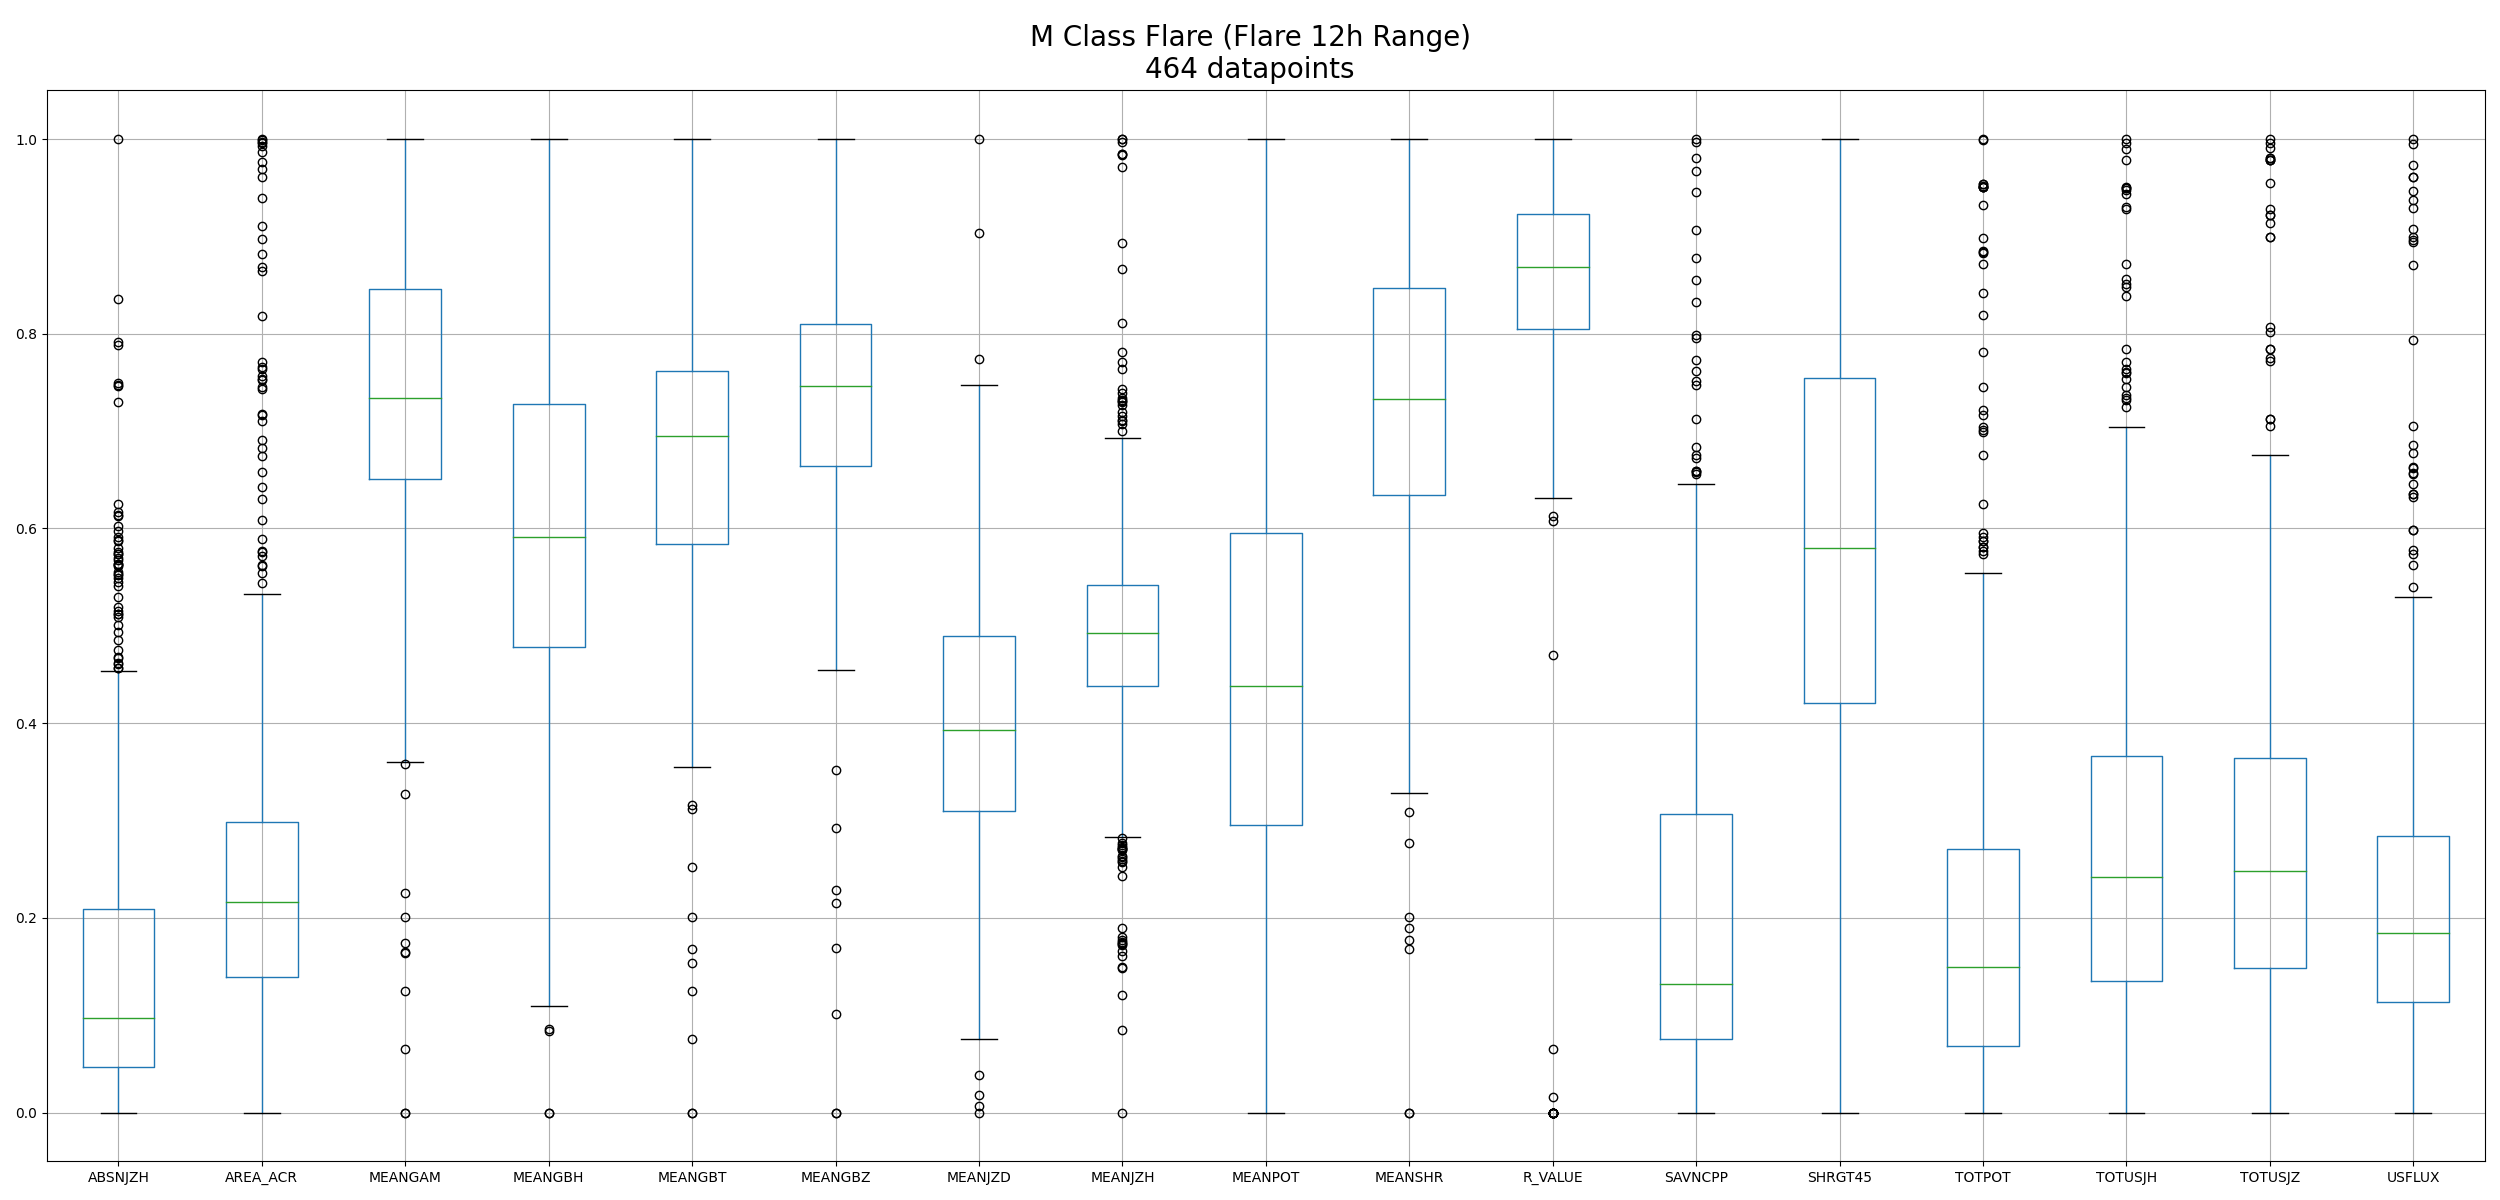 M Class Flare (Flare 12h Range)
464 datapoints
1.0
0.8
0.6
0.4
0.2
0.0
ABSNJZH AREA_ACR MEANGAM MEANGBH MEANGBT MEANGBZ MEANJZD MEANJZH MEANPOT MEANSHR R_VALUE SAVNCPP SHRGT45 TOTPOT TOTUSJH TOTUSJZ USFLUX